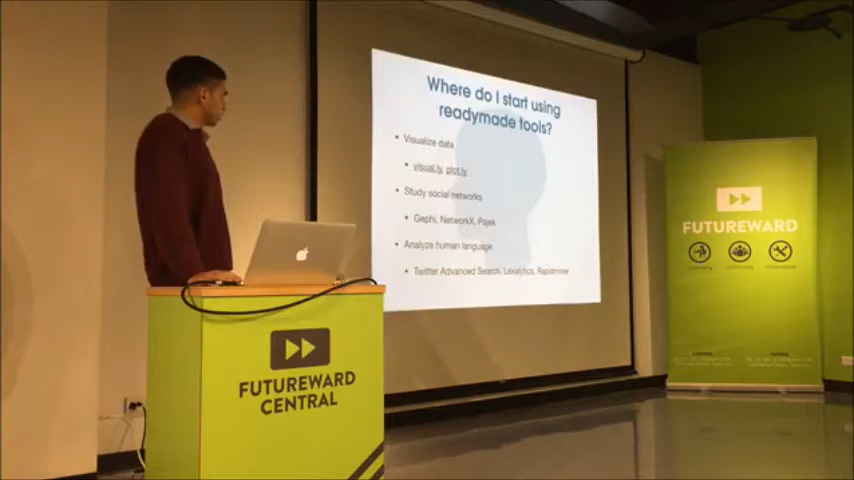 Where do I start using
readymade tools?
• Visualize data
• visual.ly, plot.ly
• Study social networks
• Gephi, NetworkX, Pajek
• Analyze human language
• Twitter Advanced Search, Lexalytics, Rapidminer
FUTUREWARD
CENTRAL
FUTUREWARD